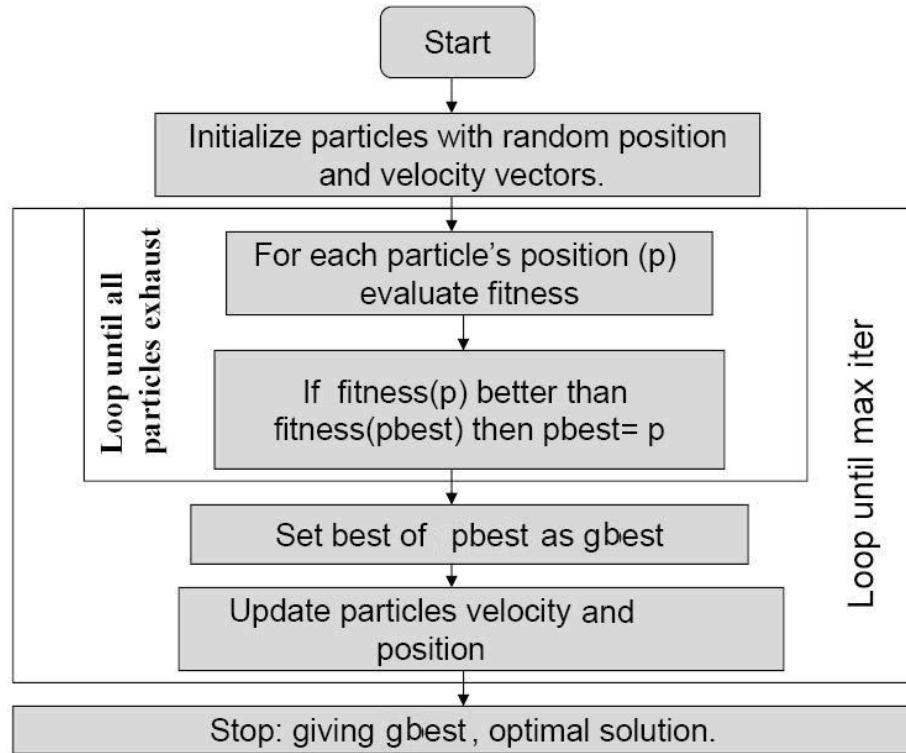 Start
Initialize particles with random position
and velocity vectors.
Loop until all
particles exhaust
For each particle’s position (p)
evaluate fitness
If fitness(p) better than
fitness(pbest) then pbest= p
Loop until max iter
Set best of pbest as gbest
Update particles velocity and
position
Stop: giving gbest, optimal solution.